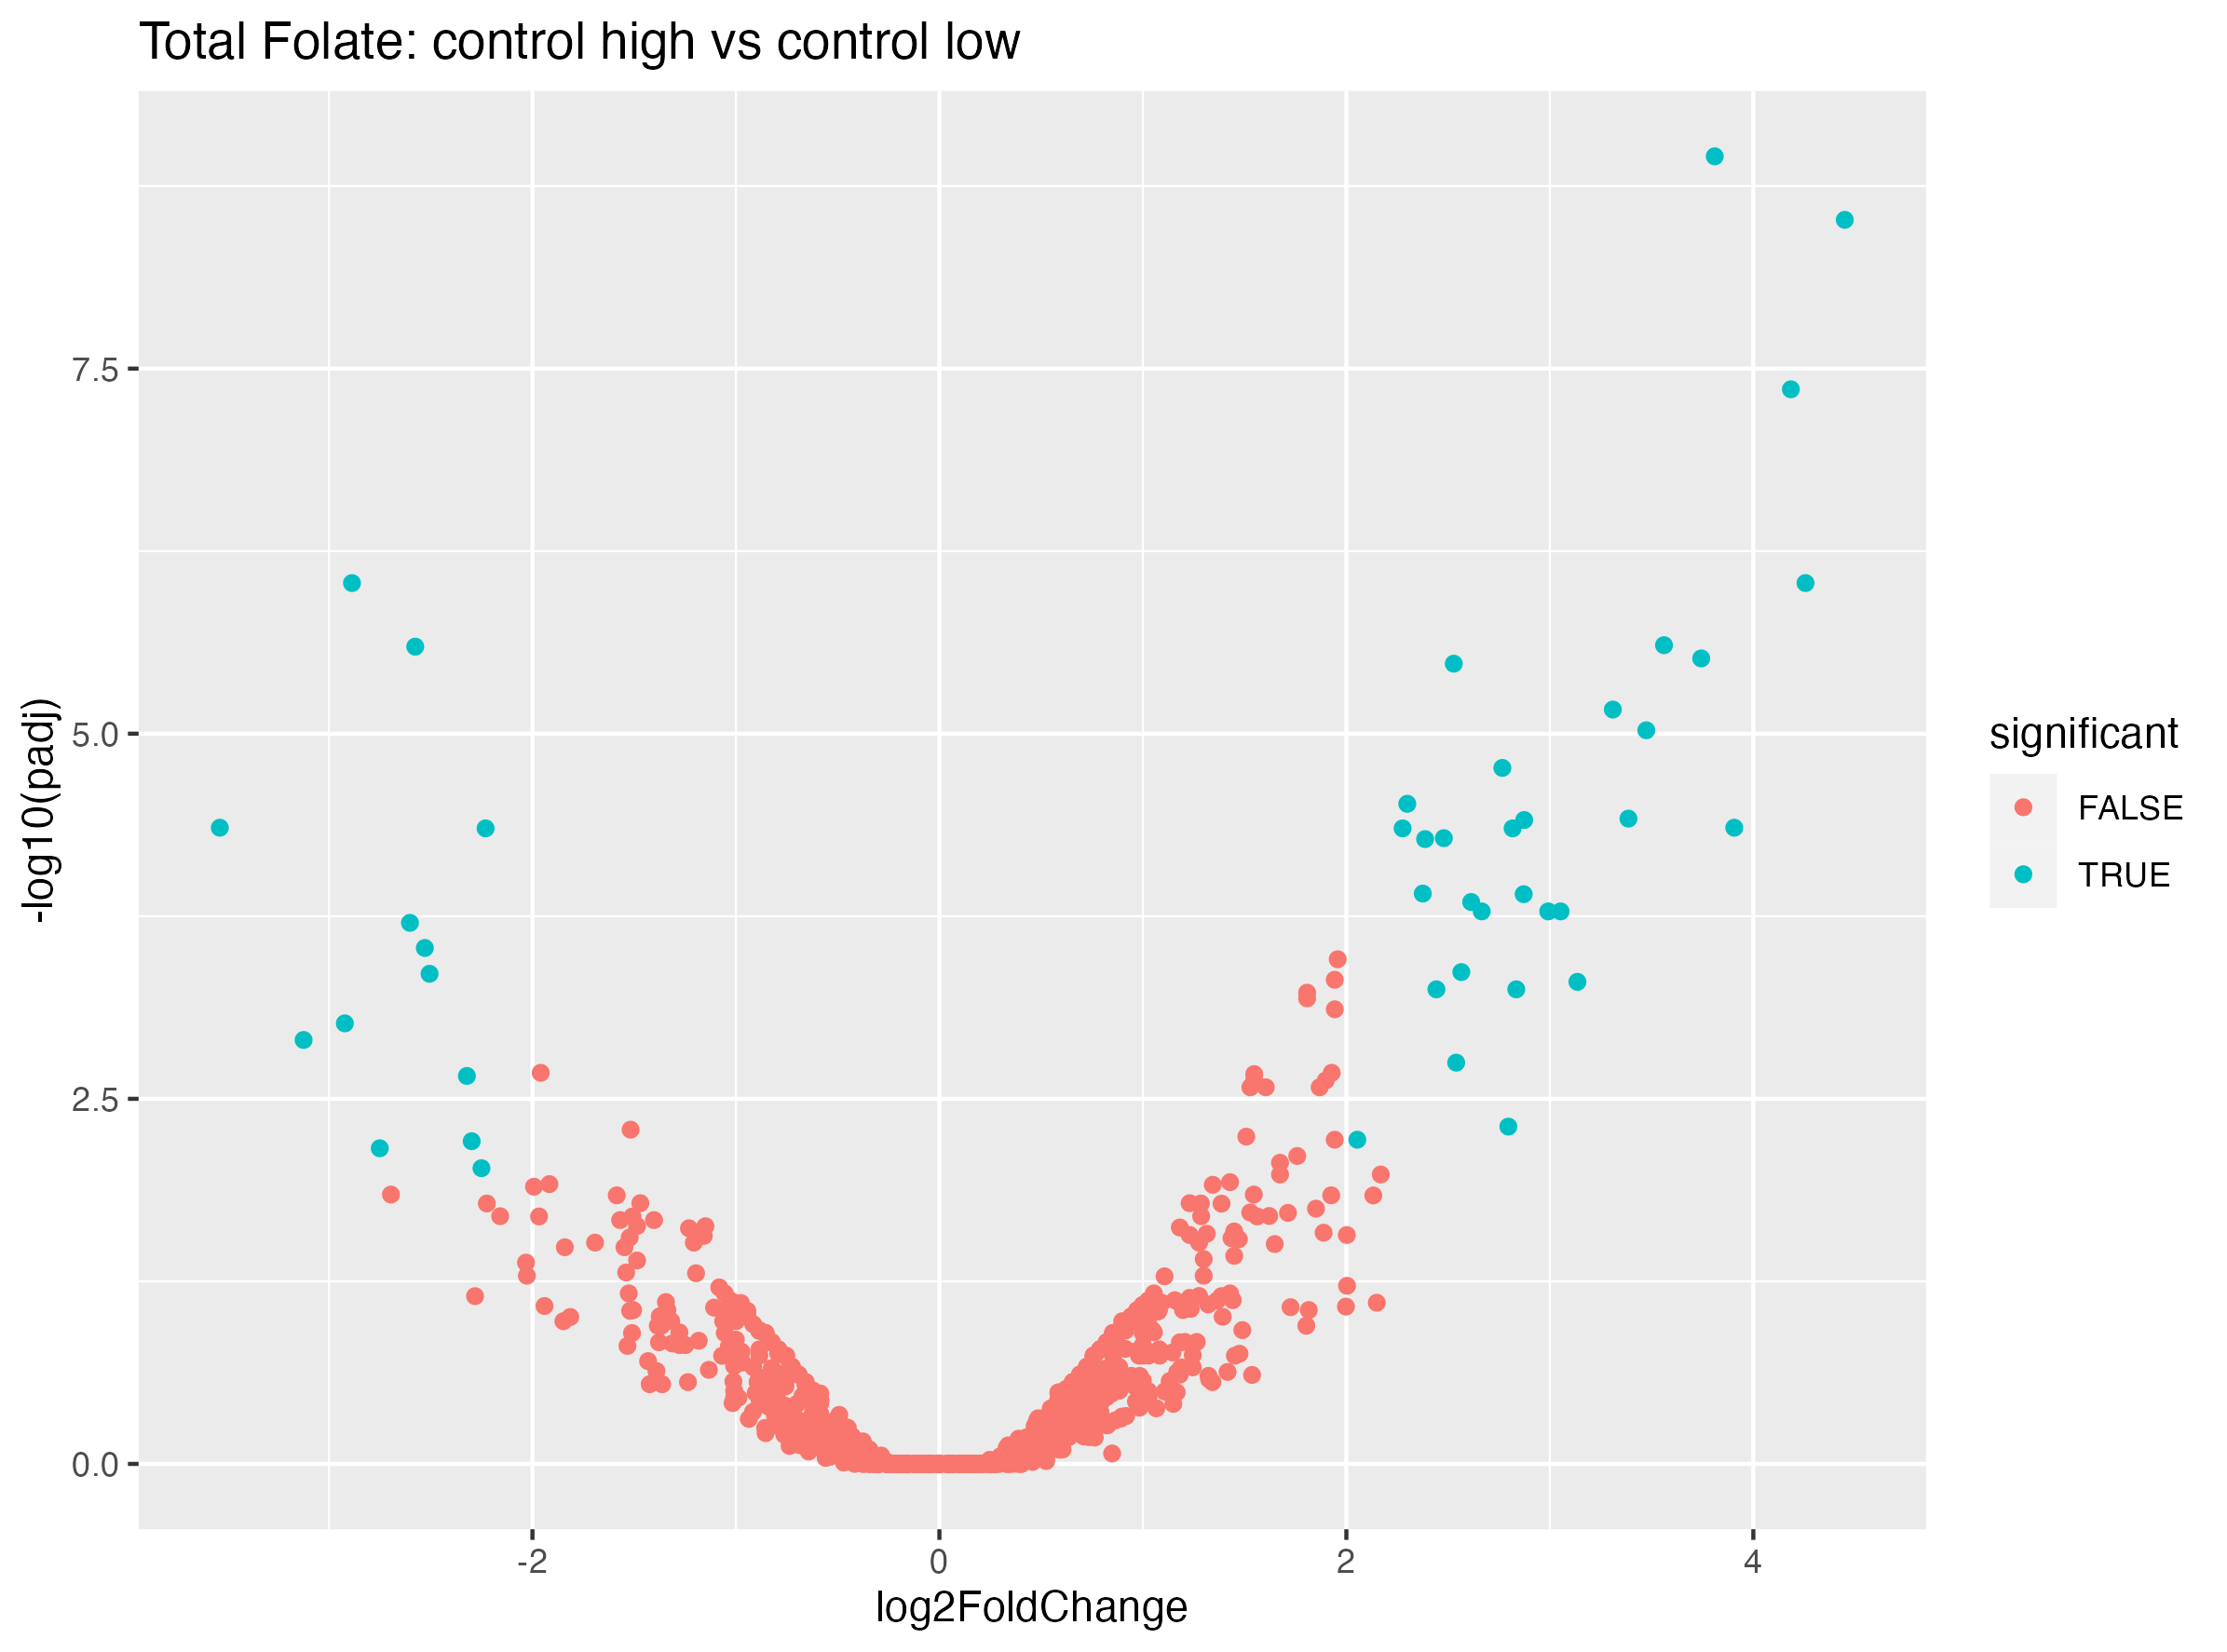 Total Folate: control high vs control low
-log10(padj)
7.5
5.0
2.5
0.0
-2 0 2 4
log2FoldChange
significant
FALSE
TRUE